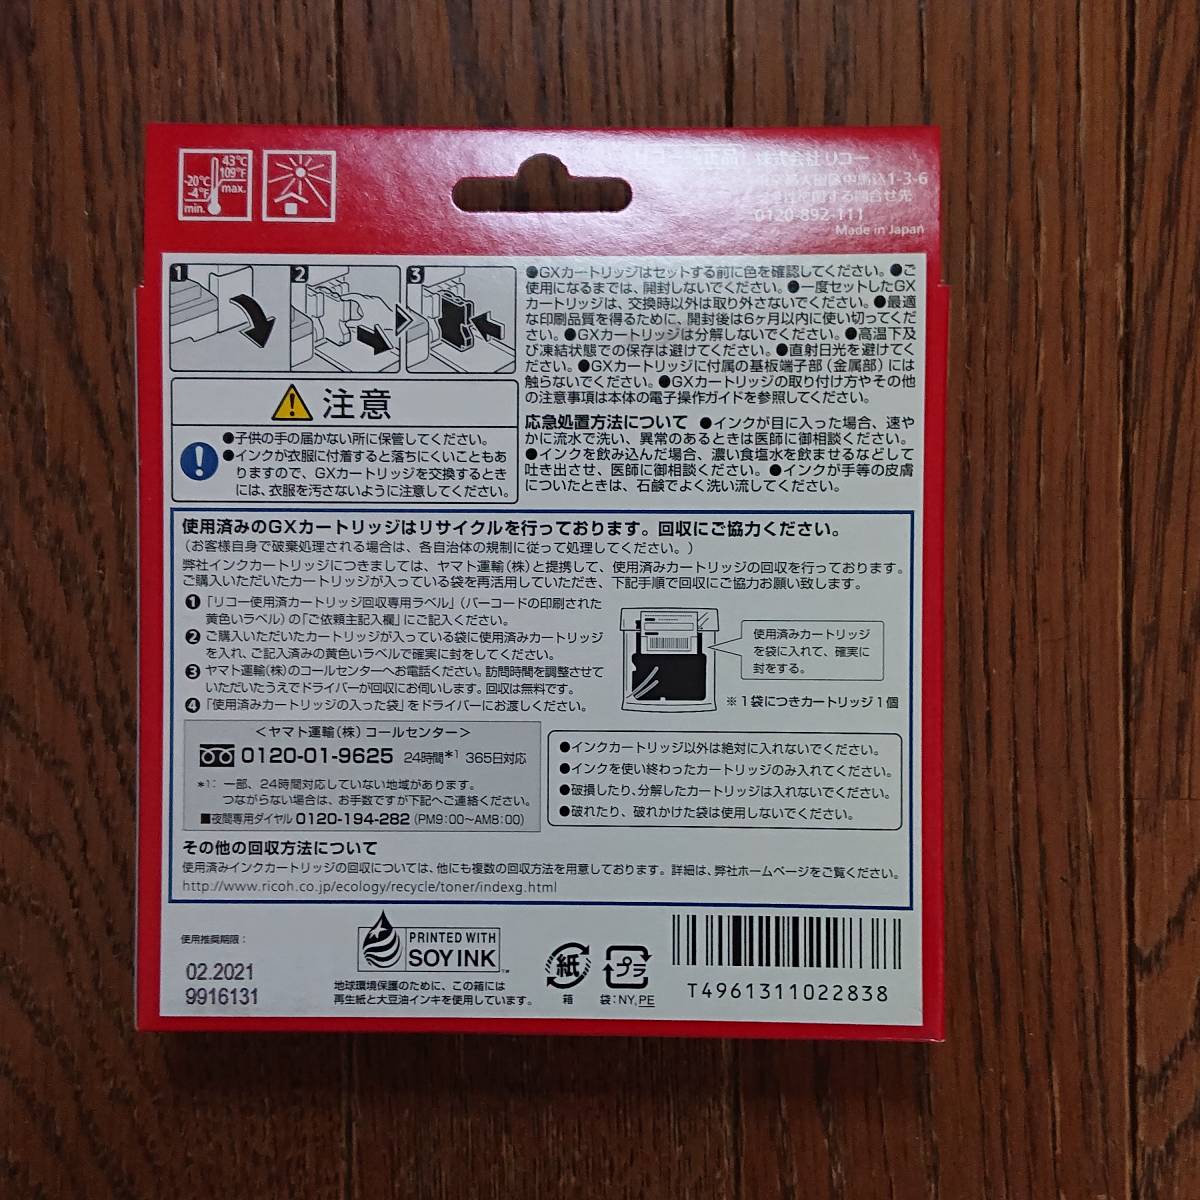 43℃
109°F
max.
-20℃
-4°F
min.
株式会社 リコー
1-3-6
に関する問合せ先
0120-892-111
Made in Japan
1
2
3
●GXカートリッジはセットする前に色を確認してください。●ご
使用になるまでは、開封しないでください。●一度セットしたGX
カートリッジは、交換時以外は取り外さないでください。●最適
な印刷品質を得るために、開封後は6ヶ月以内に使い切ってくだ
さい。●GXカートリッジは分解しないでください。●高温下及
び凍結状態での保存は避けてください。●直射日光を避けてく
ださい。●GXカートリッジに付属の基板端子部(金属部)には
触らないでください。●GXカートリッジの取り付け方やその他
の注意事項は本体の電子操作ガイドを参照してください。
応急処置方法について ●インクが目に入った場合、速や
かに流水で洗い、異常のあるときは医師に御相談ください。
●インクを飲み込んだ場合、濃い食塩水を飲ませるなどして
吐き出させ、医師に御相談ください。●インクが手等の皮膚
についたときは、石鹸でよく洗い流してください。
注意
●子供の手の届かない所に保管してください。
●インクが衣服に付着すると落ちにくいこともあ
りますので、GXカートリッジを交換するとき
には、衣服を汚さないように注意してください。
使用済みのGXカートリッジはリサイクルを行っております。回収にご協力ください。
(お客様自身で破棄処理される場合は、各自治体の規制に従って処理してください。)
弊社インクカートリッジにつきましては、ヤマト運輸(株)と提携して、使用済みカートリッジの回収を行っております。
ご購入いただいたカートリッジが入っている袋を再活用していただき、下記手順で回収にご協力お願い致します。
❶「リコー使用済カートリッジ回収専用ラベル」(バーコードの印刷された
黄色いラベル)の「ご依頼主記入欄」にご記入ください。
❷ご購入いただいたカートリッジが入っている袋に使用済みカートリッジ
を入れ、ご記入済みの黄色いラベルで確実に封をしてください。
❸ヤマト運輸(株)のコールセンターへお電話ください。訪問時間を調整させて
いただいたうえでドライバーが回収にお伺いします。回収は無料です。
❹「使用済みカートリッジの入った袋」をドライバーにお渡しください。
使用済みカートリッジ
を袋に入れて、確実に
封をする。
※1袋につきカートリッジ1個
<ヤマト運輸(株)コールセンター>
0120-01-9625 24時間*1 365日対応
*1: 一部、24時間対応していない地域があります。
つながらない場合は、お手数ですが下記へご連絡ください。
■夜間専用ダイヤル 0120-194-282 (PM9:00〜AM8:00)
●インクカートリッジ以外は絶対に入れないでください。
●インクを使い終わったカートリッジのみ入れてください。
●破損したり、分解したカートリッジは入れないでください。
●破れたり、破れかけた袋は使用しないでください。
その他の回収方法について
使用済みインクカートリッジの回収については、他にも複数の回収方法を用意しております。詳細は、弊社ホームページをご覧ください。
http://www.ricoh.co.jp/ecology/recycle/toner/indexg.html
使用推奨期限:
02.2021
9916131
PRINTED WITH
SOY INK
地球環境保護のために、この箱には
再生紙と大豆油インキを使用しています。
紙
箱
プラ
袋:NY,PE
T4961311022838